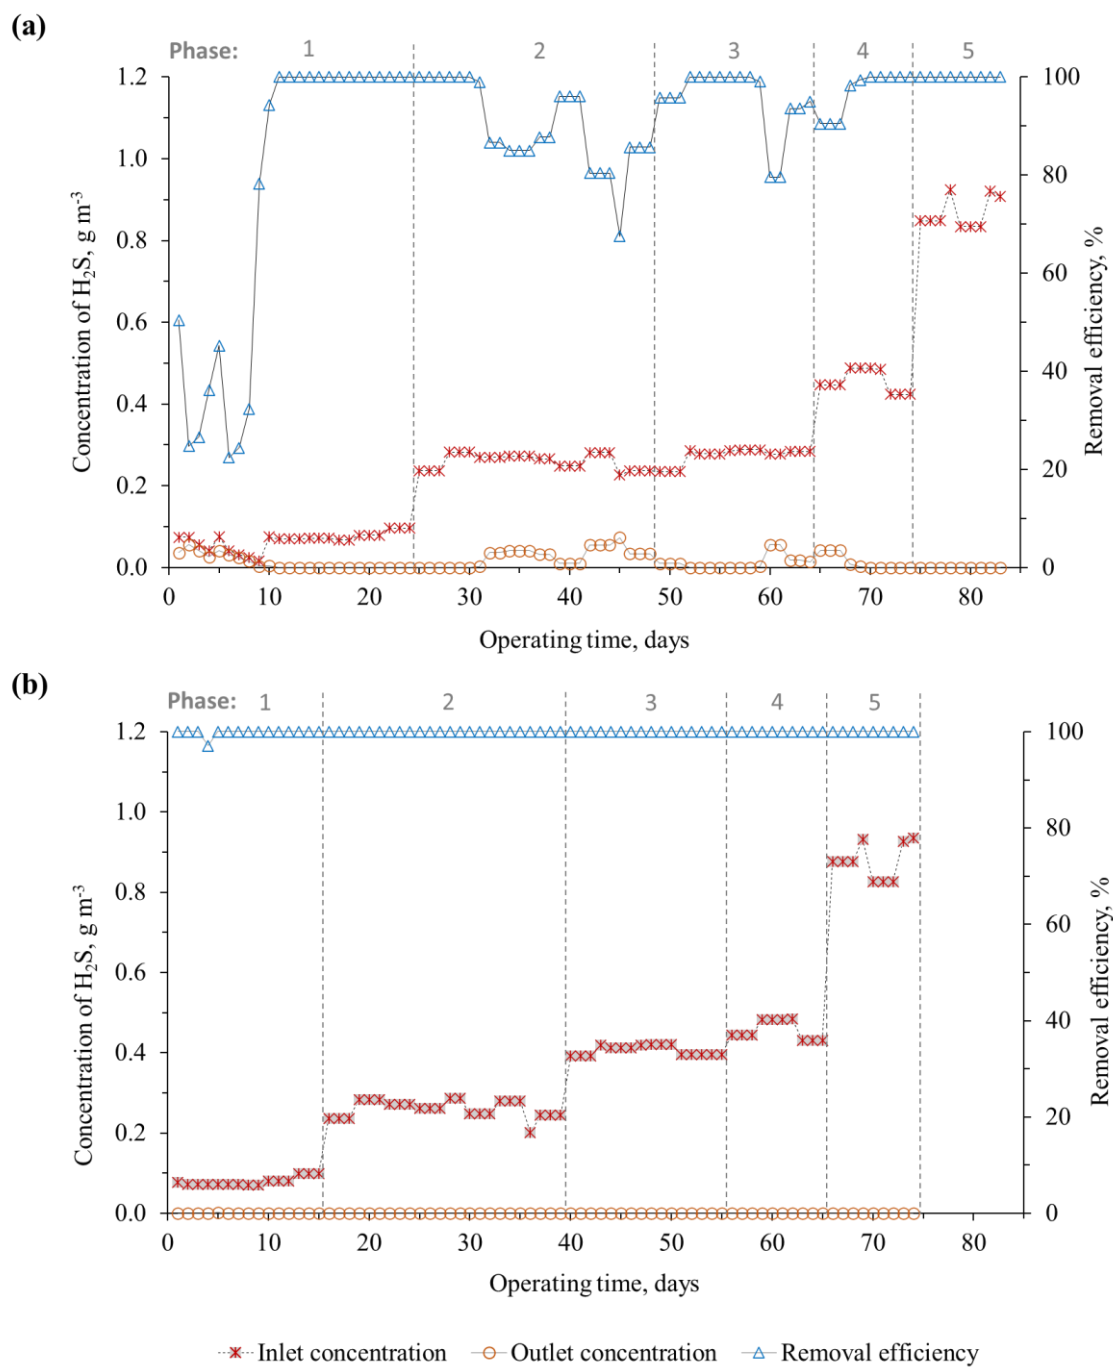 (a)
Phase: 1 2 3 4 5
1.2 100
1.0 80
0.8
60
0.6
40
0.4
20
0.2
0.0 0
0 10 20 30 40 50 60 70 80
Concentration of H₂S, g m⁻³
Removal efficiency, %
Operating time, days
(b)
Phase: 1 2 3 4 5
1.2 100
1.0 80
0.8
60
0.6
40
0.4
20
0.2
0.0 0
0 10 20 30 40 50 60 70 80
Concentration of H₂S, g m⁻³
Removal efficiency, %
Operating time, days
Inlet concentration Outlet concentration Removal efficiency